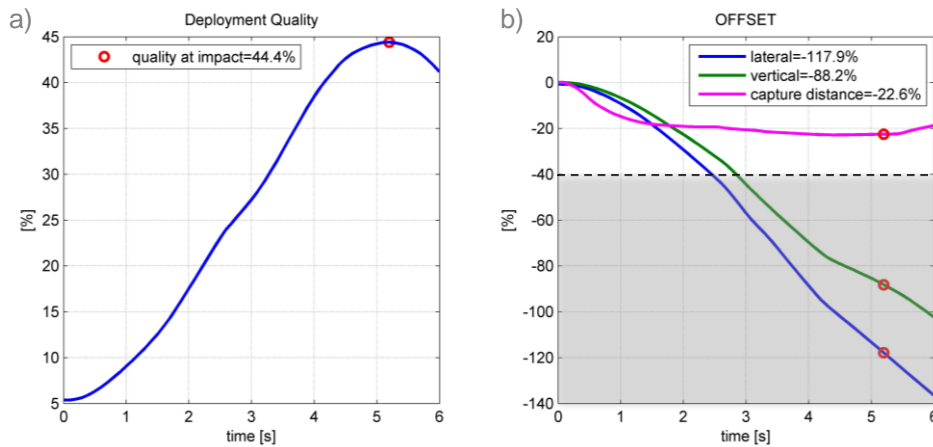 a)
Deployment Quality
quality at impact=44.4%
45
40
35
30
25
20
15
10
5
[%]
0 1 2 3 4 5 6
time [s]
b)
OFFSET
lateral=-117.9%
vertical=-88.2%
capture distance=-22.6%
20
0
-20
-40
-60
-80
-100
-120
-140
[%]
0 1 2 3 4 5 6
time [s]